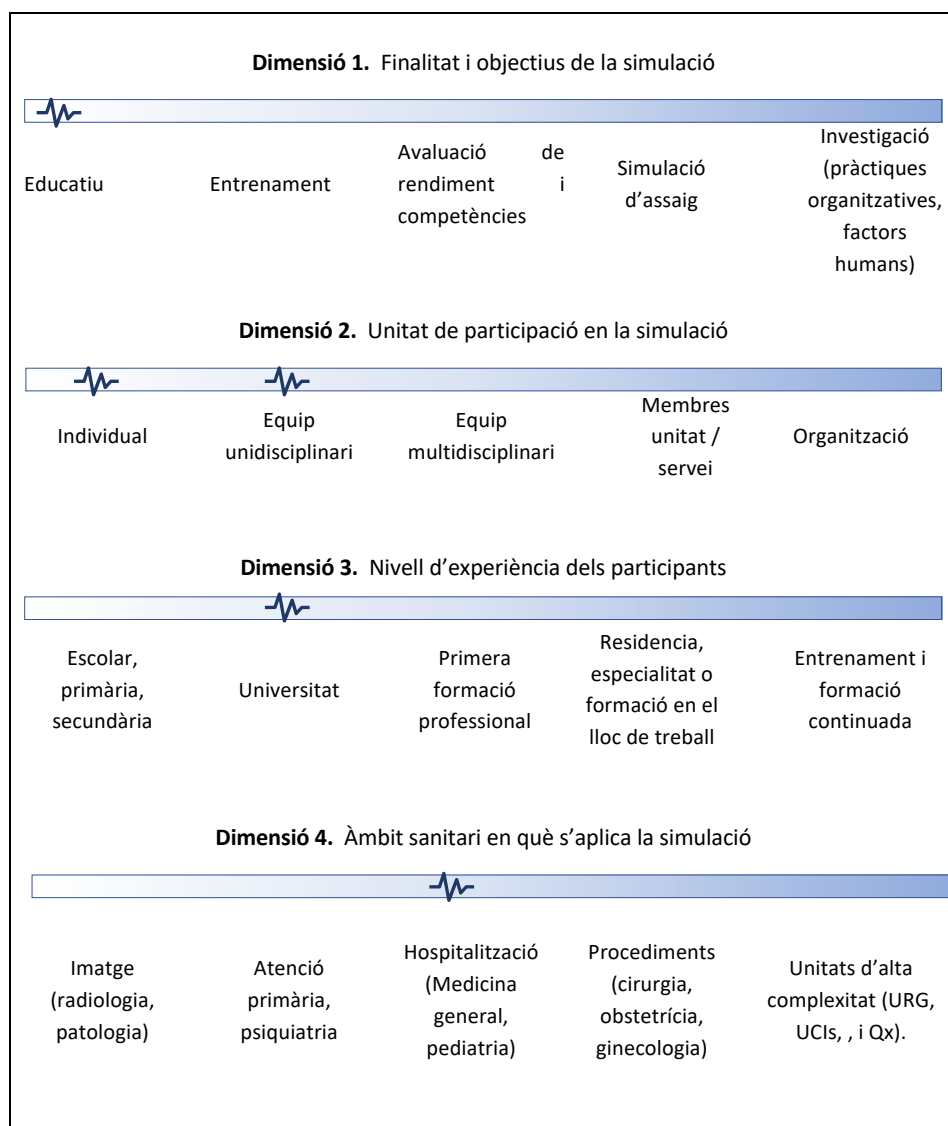 Dimensió 1. Finalitat i objectius de la simulació
Educatiu
Entrenament
Avaluació de
rendiment i
competències
Simulació
d’assaig
Investigació
(pràctiques
organitzatives,
factors
humans)
Dimensió 2. Unitat de participació en la simulació
Individual
Equip
unidisciplinari
Equip
multidisciplinari
Membres
unitat /
servei
Organització
Dimensió 3. Nivell d’experiència dels participants
Escolar,
primària,
secundària
Universitat
Primera
formació
professional
Residencia,
especialitat o
formació en el
lloc de treball
Entrenament i
formació
continuada
Dimensió 4. Àmbit sanitari en què s’aplica la simulació
Imatge
(radiologia,
patologia)
Atenció
primària,
psiquiatria
Hospitalització
(Medicina
general,
pediatria)
Procediments
(cirurgia,
obstetrícia,
ginecologia)
Unitats d’alta
complexitat (URG,
UCIs, , i Qx).